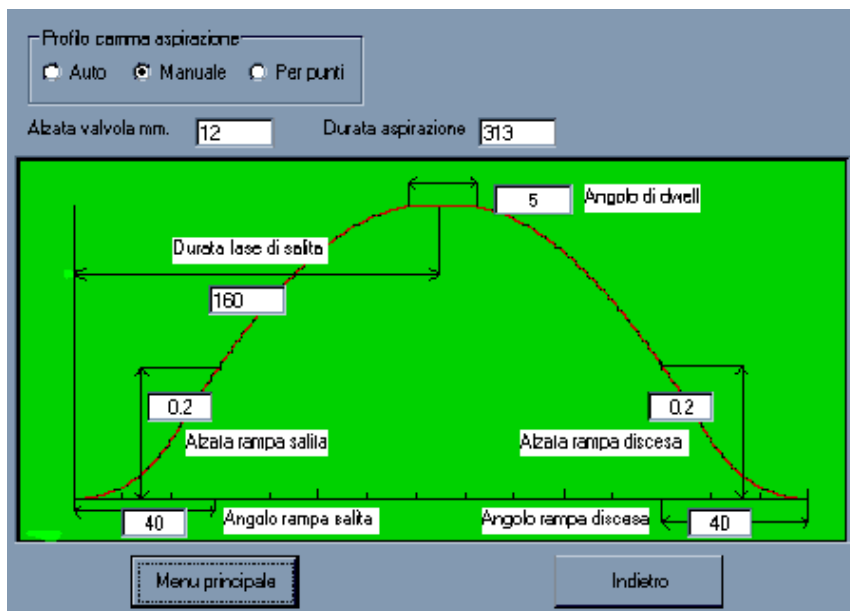 Profilo camma aspirazione
Auto Manuale Per punti
Alzata valvola mm. 12 Durata aspirazione 313
5 Angolo di dwell
Durata fase di salita
160
0.2 0.2
Alzata rampa salita Alzata rampa discesa
40 Angolo rampa salita Angolo rampa discesa 40
Menu principale Indietro